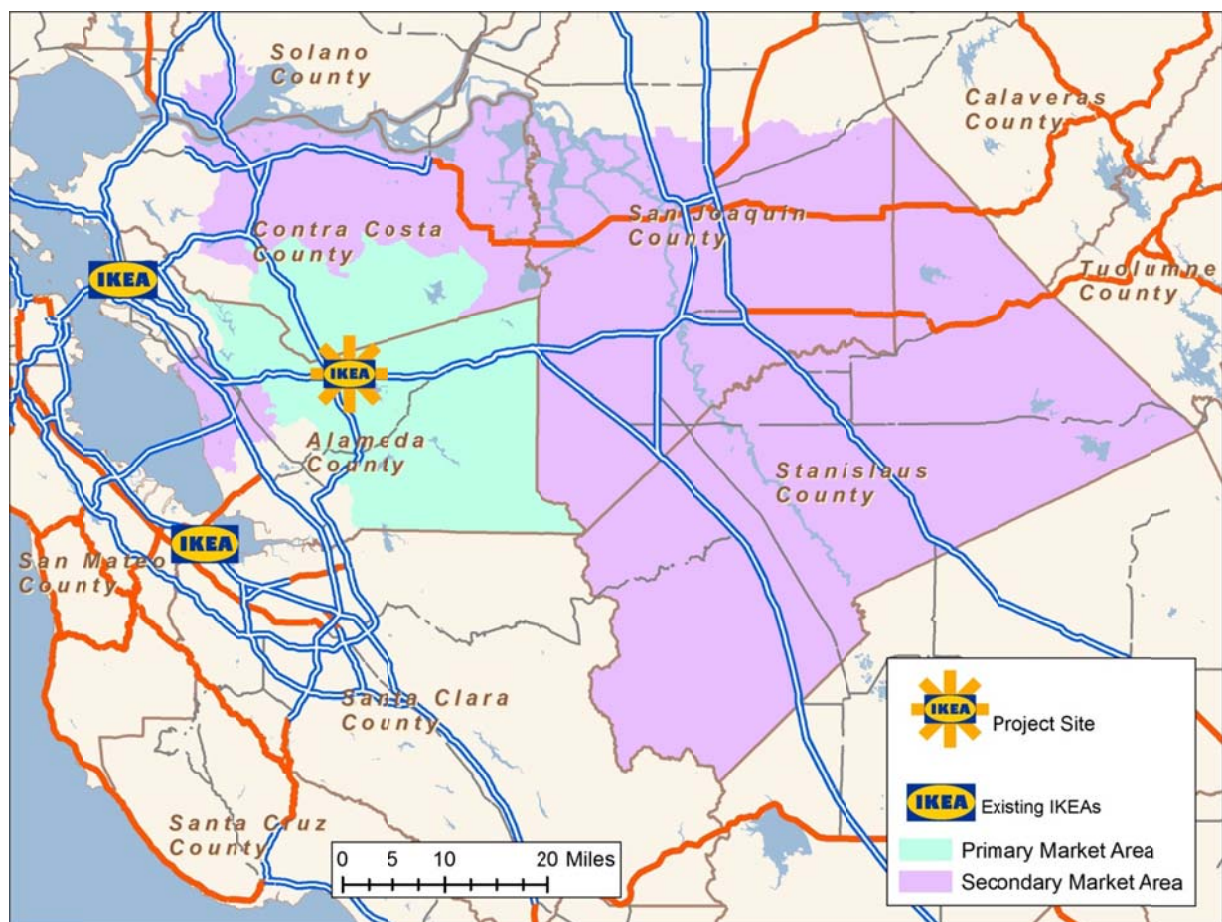 Solano
County
Calaveras
County
Contra Costa
County
San Joaquin
County
Tuolumne
County
IKEA
IKEA
Alameda
County
Stanislaus
County
IKEA
San Mateo
County
Santa Clara
County
Santa Cruz
County
0 5 10 20 Miles
IKEA Project Site
IKEA Existing IKEAs
Primary Market Area
Secondary Market Area